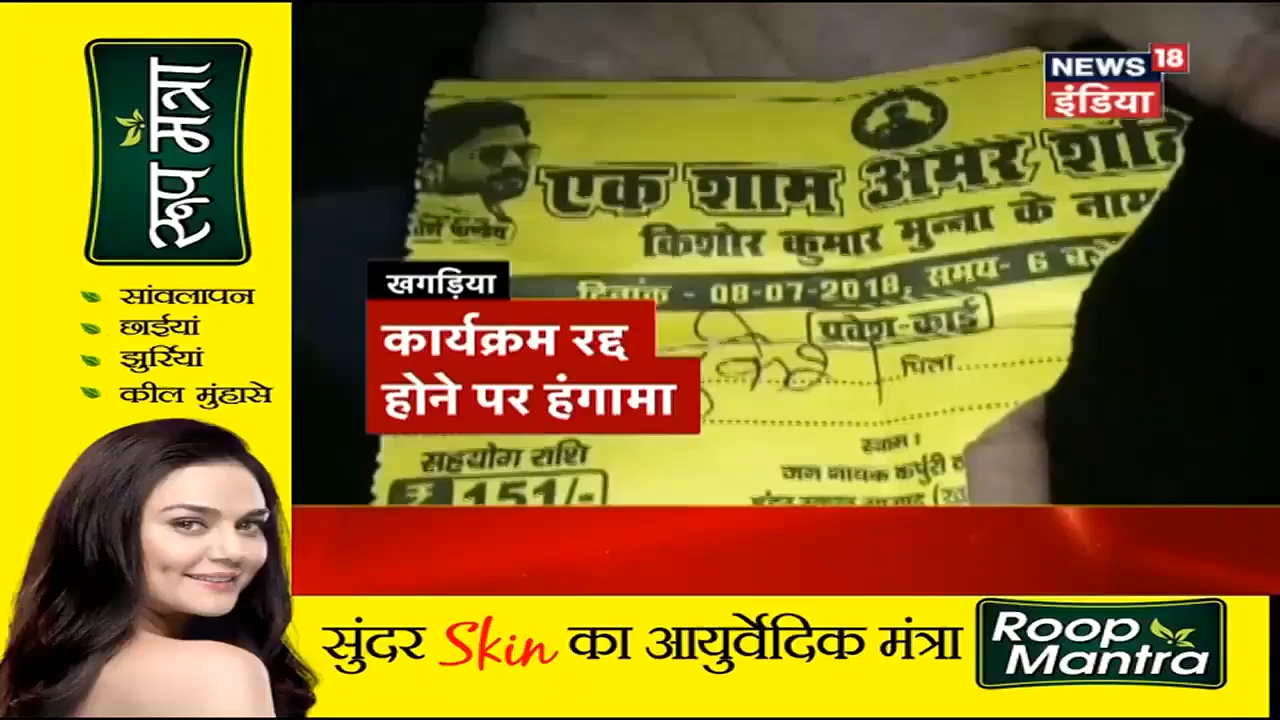 रूप मंत्रा
सांवलापन
छाईयां
झुर्रियां
कील मुंहासे
NEWS 18
इंडिया
एक शाम अमर
किशोर कुमार मुन्ना के नाम
दिनांक - 08-07-2018, समय- 6
प्रवेश-कार्ड
जिला
खगड़िया
कार्यक्रम रद्द
होने पर हंगामा
सहयोग राशि
₹ 151/-
स्थान :
जन नायक कर्पूरी
सुंदर Skin का आयुर्वेदिक मंत्रा
Roop
Mantra